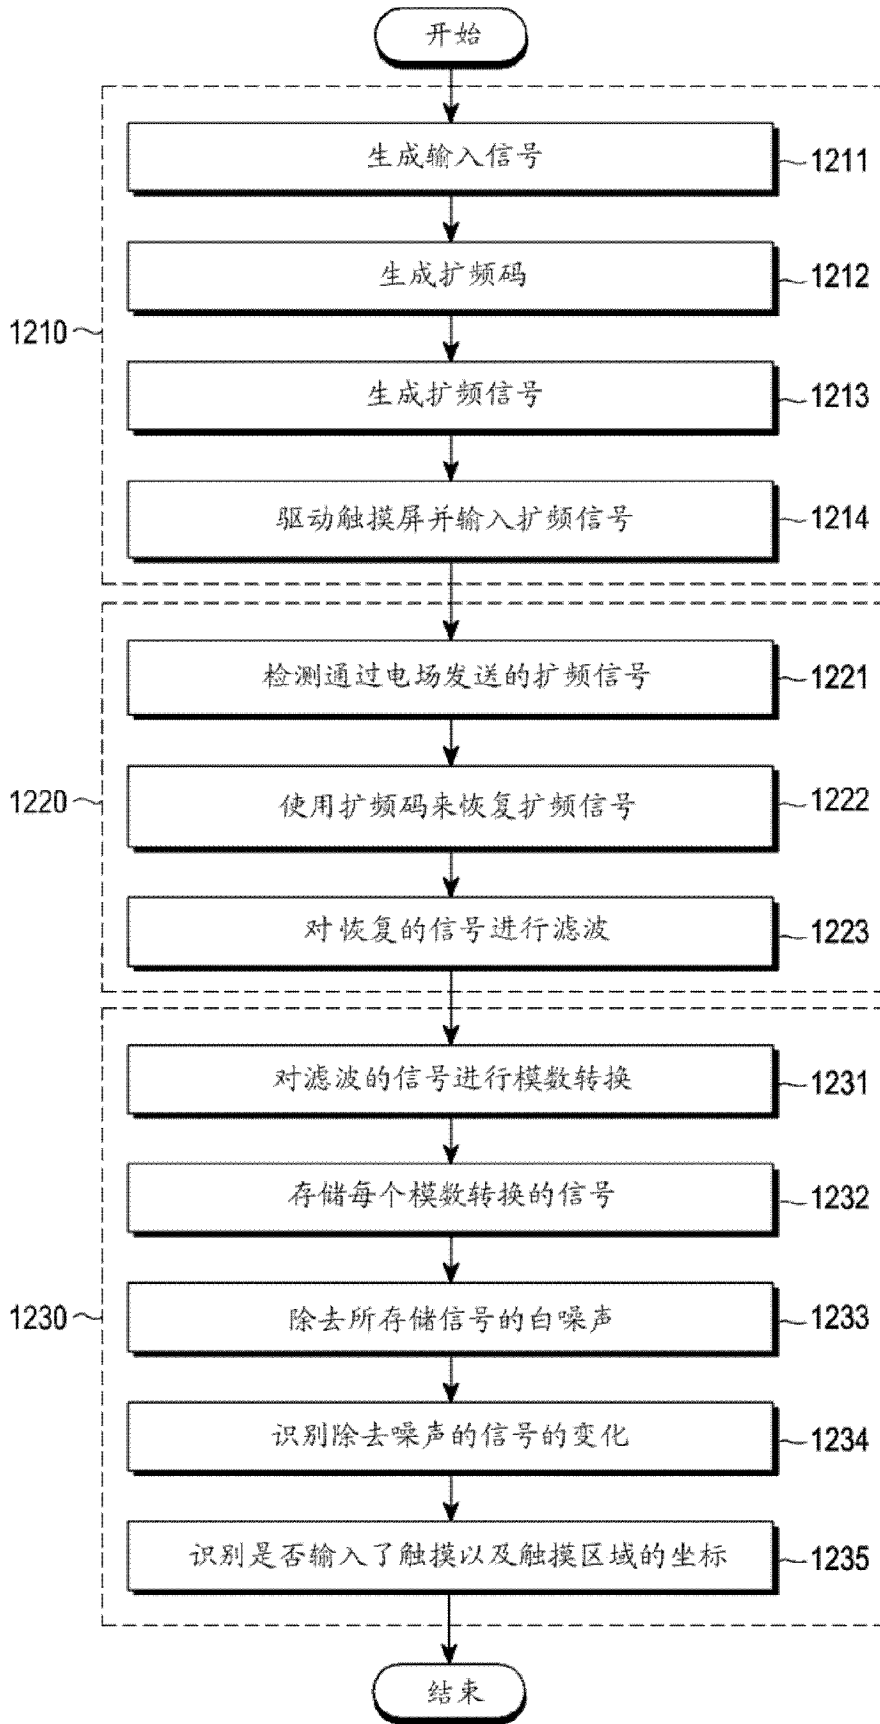 开始
生成输入信号
1211
生成扩频码
1212
1210
生成扩频信号
1213
驱动触摸屏并输入扩频信号
1214
检测通过电场发送的扩频信号
1221
1220
使用扩频码来恢复扩频信号
1222
对恢复的信号进行滤波
1223
对滤波的信号进行模数转换
1231
存储每个模数转换的信号
1232
1230
除去所存储信号的白噪声
1233
识别除去噪声的信号的变化
1234
识别是否输入了触摸以及触摸区域的坐标
1235
结束